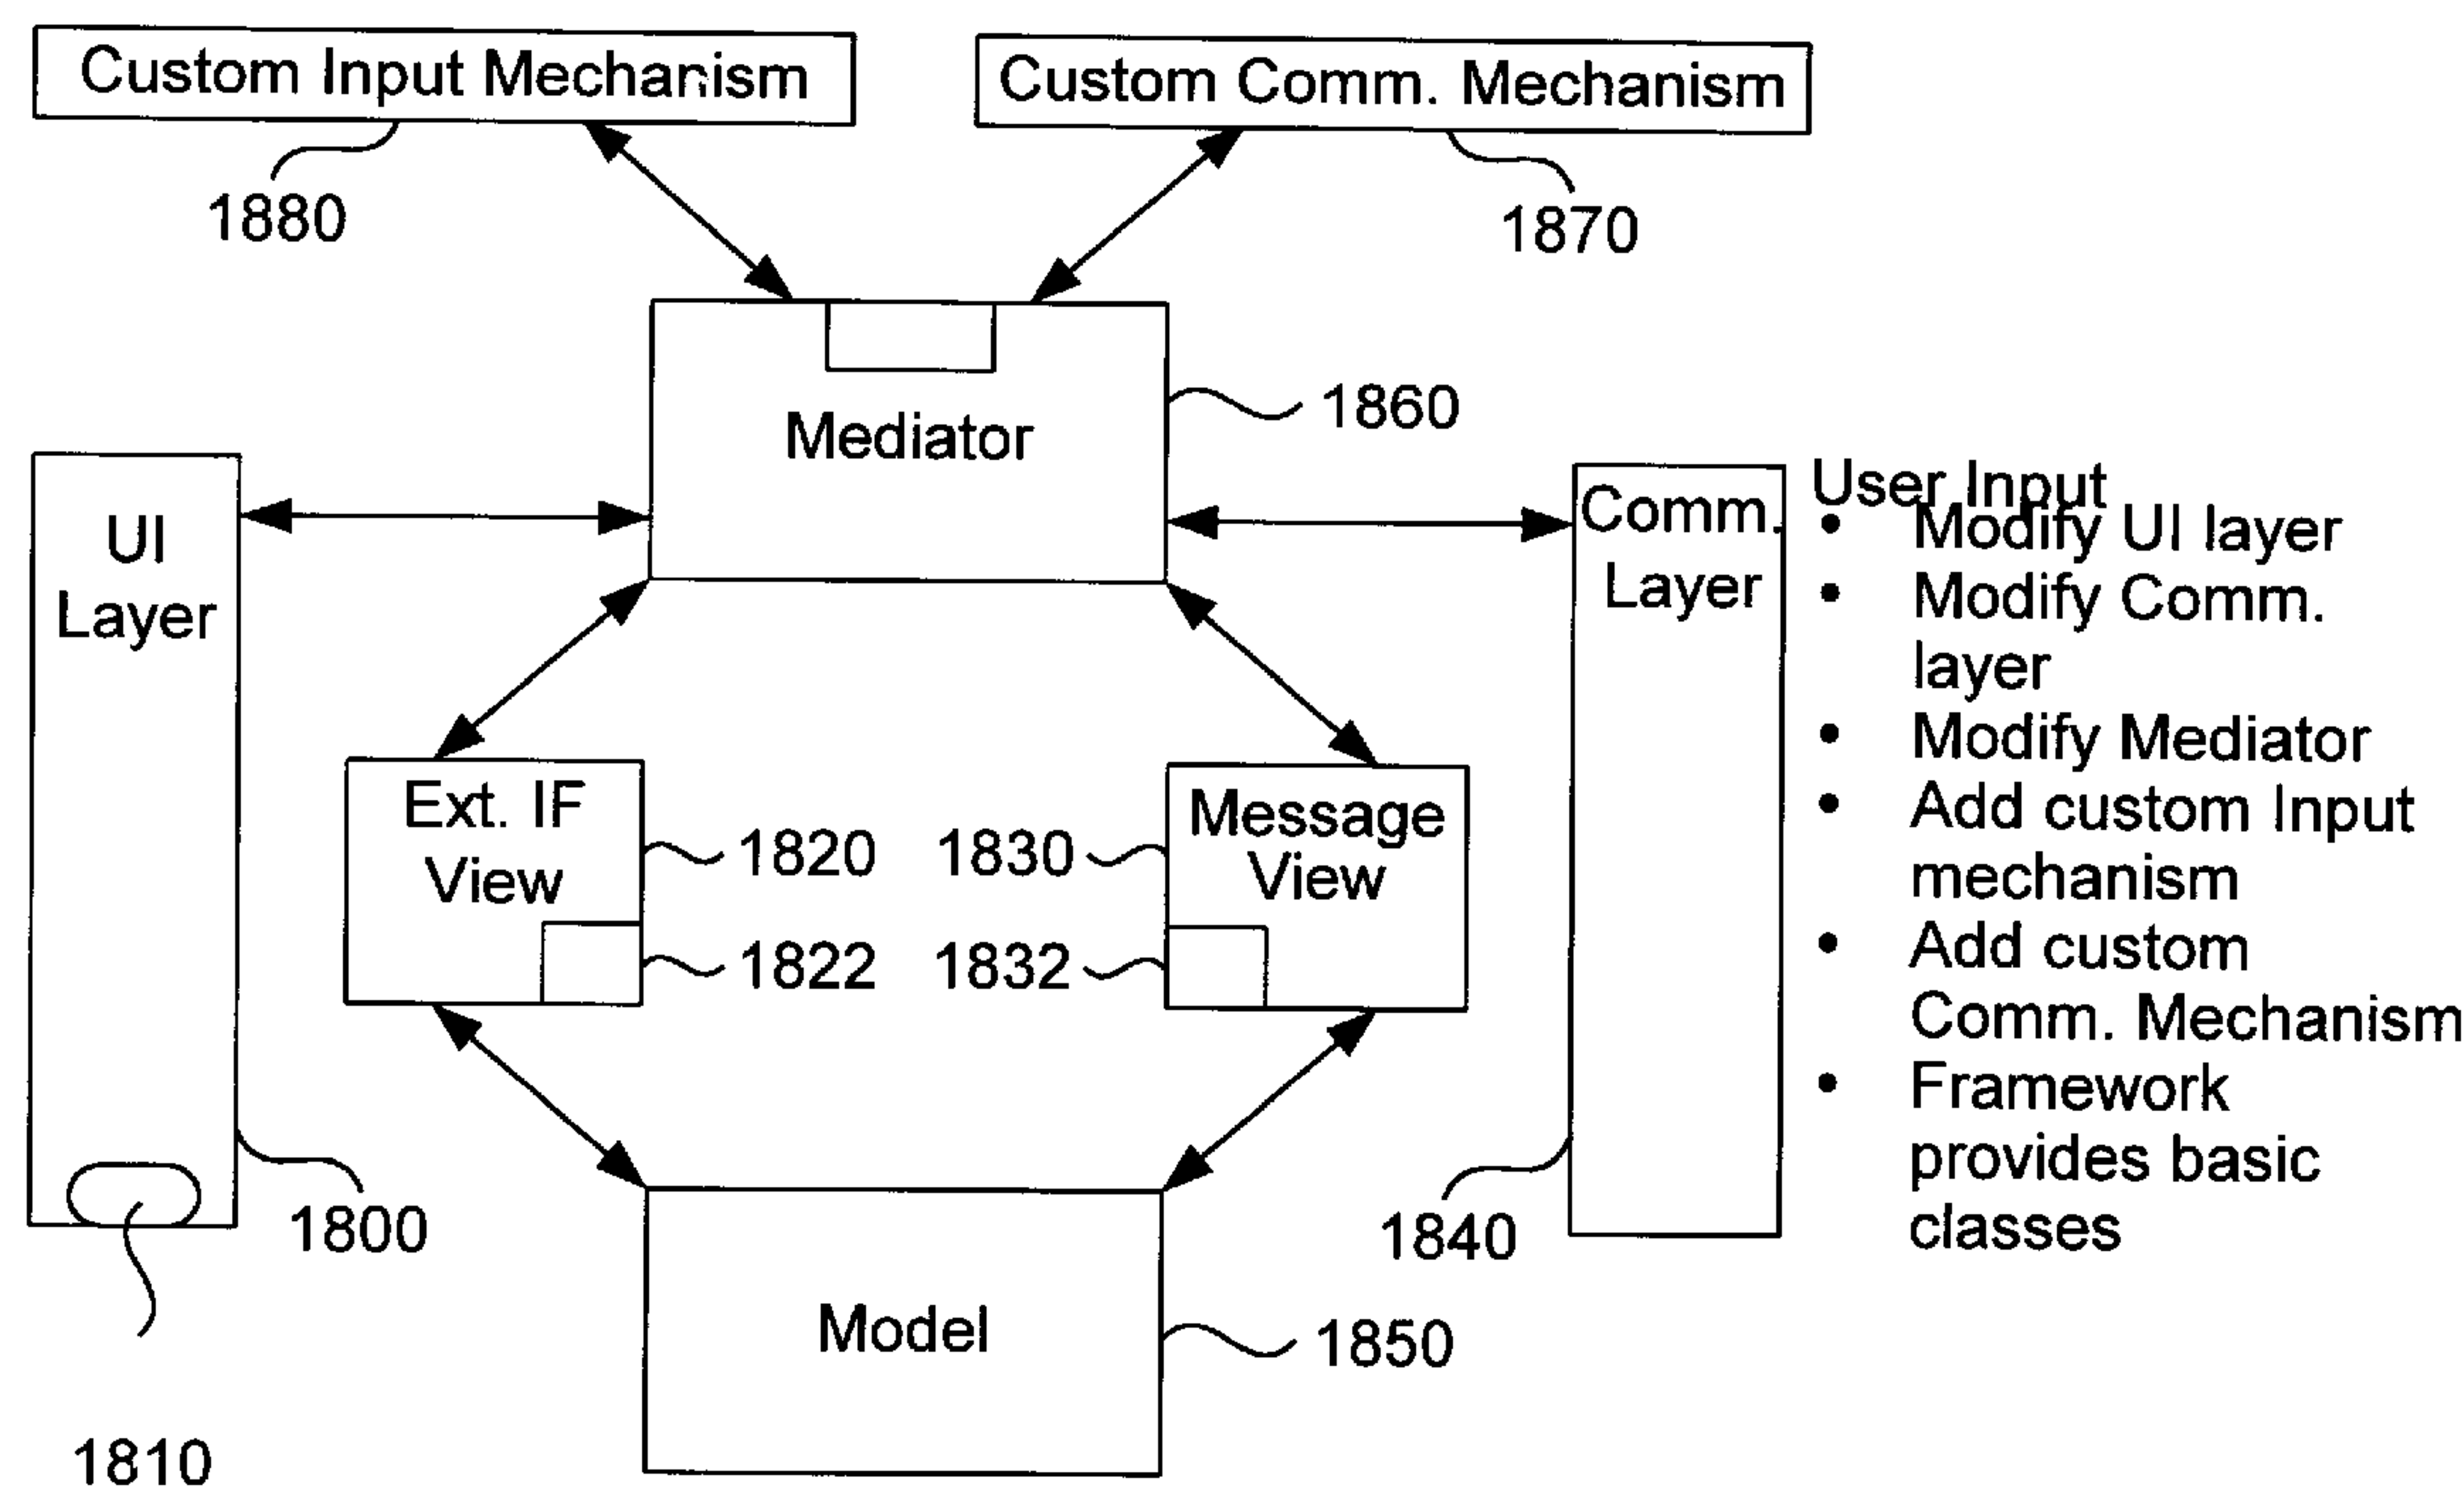 Custom Input Mechanism
Custom Comm. Mechanism
1880
1870
Mediator
1860
UI
Layer
Comm.
Layer
User Input
• Modify UI layer
• Modify Comm.
layer
• Modify Mediator
• Add custom Input
mechanism
• Add custom
Comm. Mechanism
• Framework
provides basic
classes
Ext. IF
View
1820
1822
Message
View
1830
1832
1800
1840
Model
1850
1810